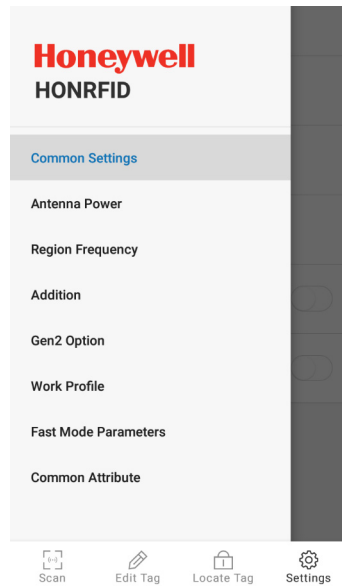 Honeywell
HONRFID
Common Settings
Antenna Power
Region Frequency
Addition
Gen2 Option
Work Profile
Fast Mode Parameters
Common Attribute
Scan Edit Tag Locate Tag Settings